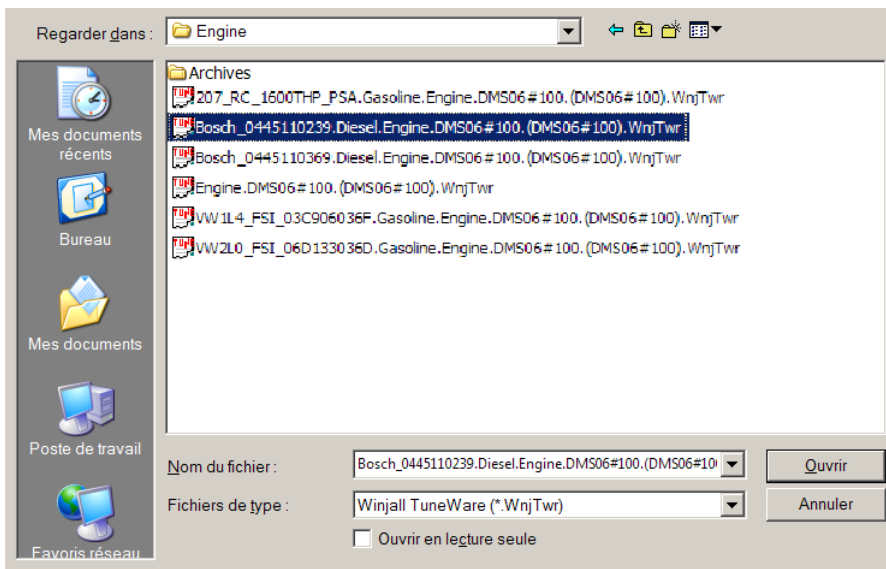 Regarder dans :
Engine
Mes documents
récents
Bureau
Mes documents
Poste de travail
Favoris réseau
Archives
207_RC_1600THP_PSA.Gasoline.Engine.DMS06#100.(DMS06#100).WnjTwr
Bosch_0445110239.Diesel.Engine.DMS06#100.(DMS06#100).WnjTwr
Bosch_0445110369.Diesel.Engine.DMS06#100.(DMS06#100).WnjTwr
Engine.DMS06#100.(DMS06#100).WnjTwr
VW1L4_FSI_03C906036F.Gasoline.Engine.DMS06#100.(DMS06#100).WnjTwr
VW2L0_FSI_06D133036D.Gasoline.Engine.DMS06#100.(DMS06#100).WnjTwr
Nom du fichier :
Bosch_0445110239.Diesel.Engine.DMS06#100.(DMS06#10
Ouvrir
Fichiers de type :
Winjall TuneWare (*.WnjTwr)
Annuler
Ouvrir en lecture seule